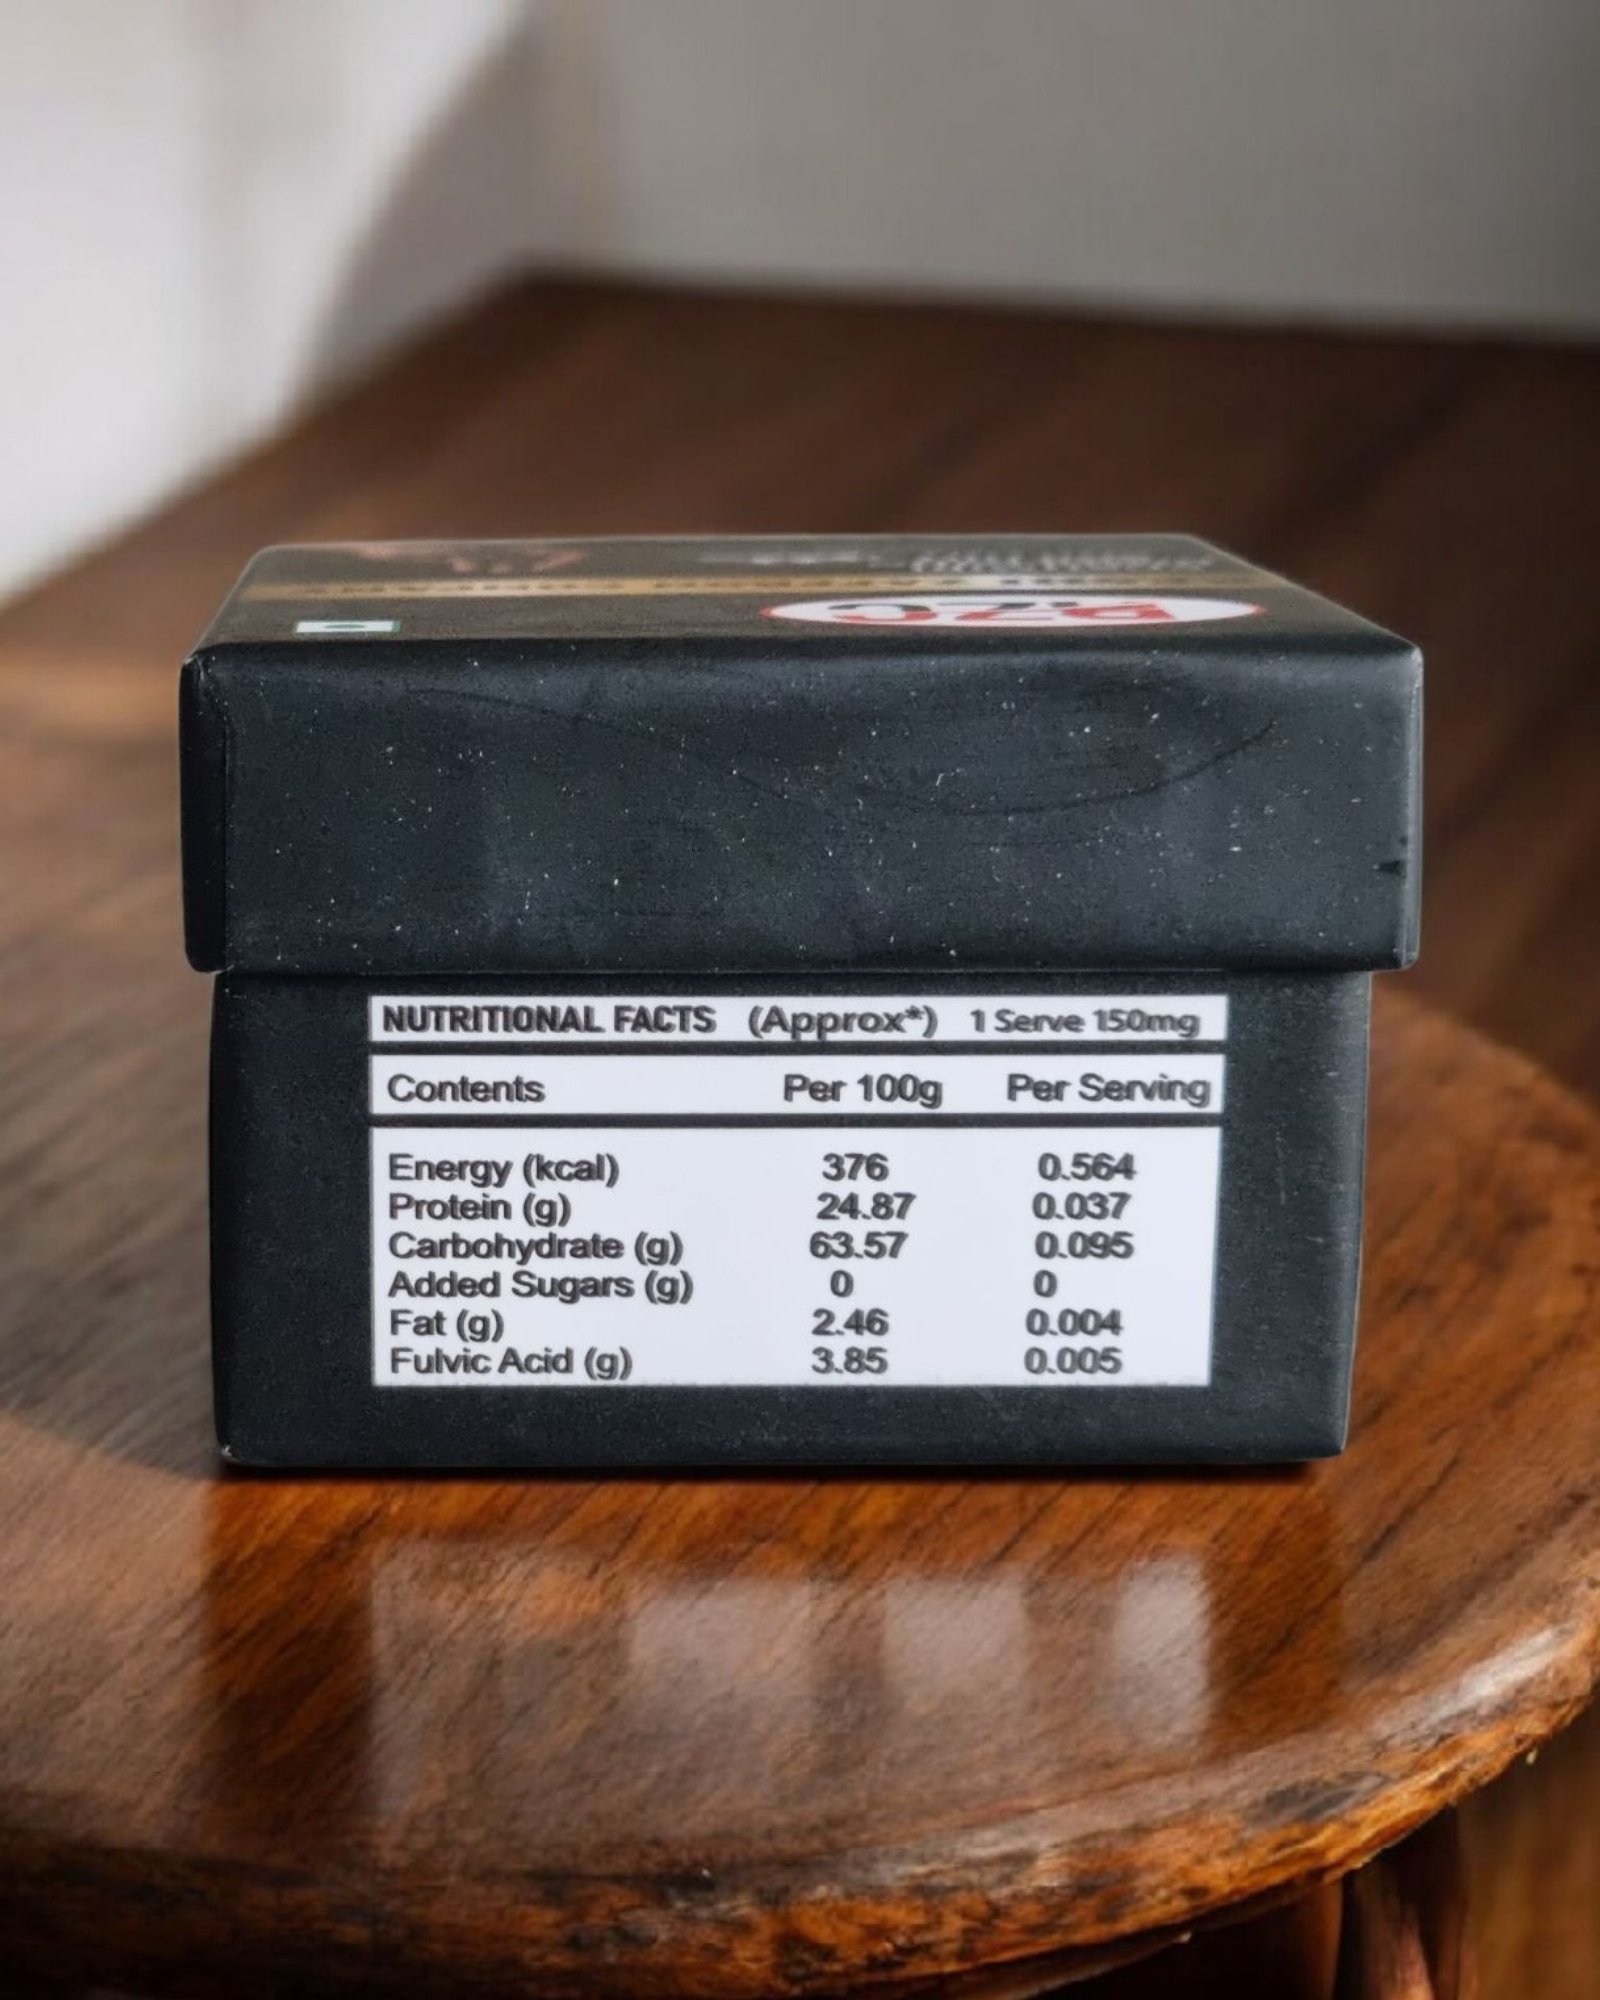 NUTRITIONAL FACTS (Approx*) 1 Serve 150mg
Contents Per 100g Per Serving
Energy (kcal) 376 0.564
Protein (g) 24.87 0.037
Carbohydrate (g) 63.57 0.095
Added Sugars (g) 0 0
Fat (g) 2.46 0.004
Fulvic Acid (g) 3.85 0.005